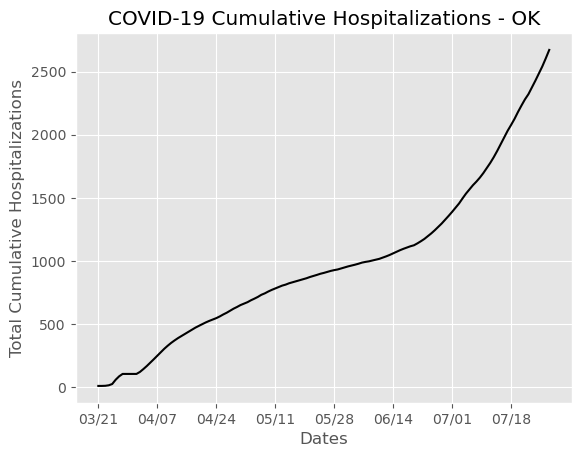 COVID-19 Cumulative Hospitalizations - OK
Total Cumulative Hospitalizations
2500
2000
1500
1000
500
0
03/21 04/07 04/24 05/11 05/28 06/14 07/01 07/18
Dates